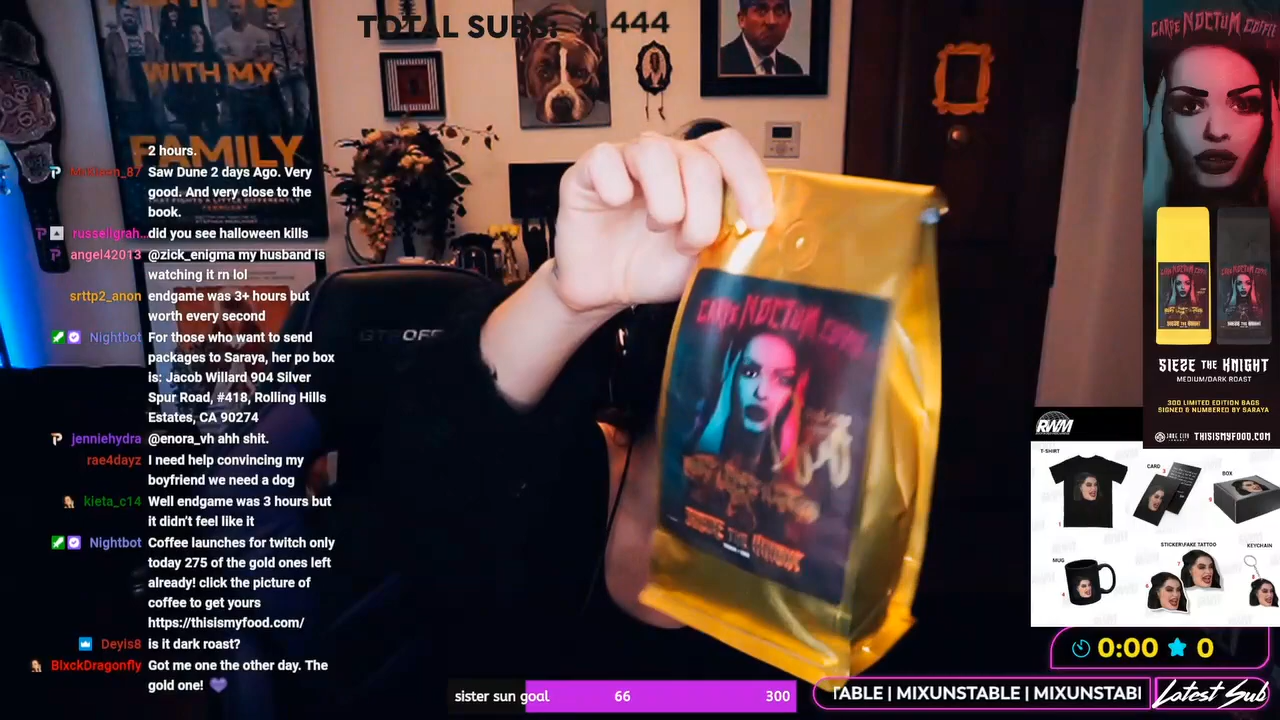 TOTAL SUBS: 4,444
WITH MY
FAMILY
2 hours.
Saw Dune 2 days Ago. Very
good. And very close to the
book.
russellgrah... did you see halloween kills
angel42013 @zick_enigma my husband is
watching it rn lol
srttp2_anon endgame was 3+ hours but
worth every second
Nightbot For those who want to send
packages to Saraya, her po box
is: Jacob Willard 904 Silver
Spur Road, #418, Rolling Hills
Estates, CA 90274
jenniehydra @enora_vh ahh shit.
rae4dayz I need help convincing my
boyfriend we need a dog
kieta_c14 Well endgame was 3 hours but
it didn't feel like it
Nightbot Coffee launches for twitch only
today 275 of the gold ones left
already! click the picture of
coffee to get yours
https://thisismyfood.com/
Deyis8 is it dark roast?
BlxckDragonfly Got me one the other day. The
gold one! 💜
CARPE NOCTUM COFFEE
SIESE THE KNIGHT
CARPE NOCTUM COFFEE
SIESE THE KNIGHT
MEDIUM/DARK ROAST
300 LIMITED EDITION BAGS
SIGNED & NUMBERED BY SARAYA
THISISMYFOOD.COM
RWM
T-SHIRT
CARD
BOX
MUG
STICKER\FAKE TATTOO
KEYCHAIN
0:00 0
sister sun goal 66 300
TABLE | MIXUNSTABLE | MIXUNSTABI
Latest Sub